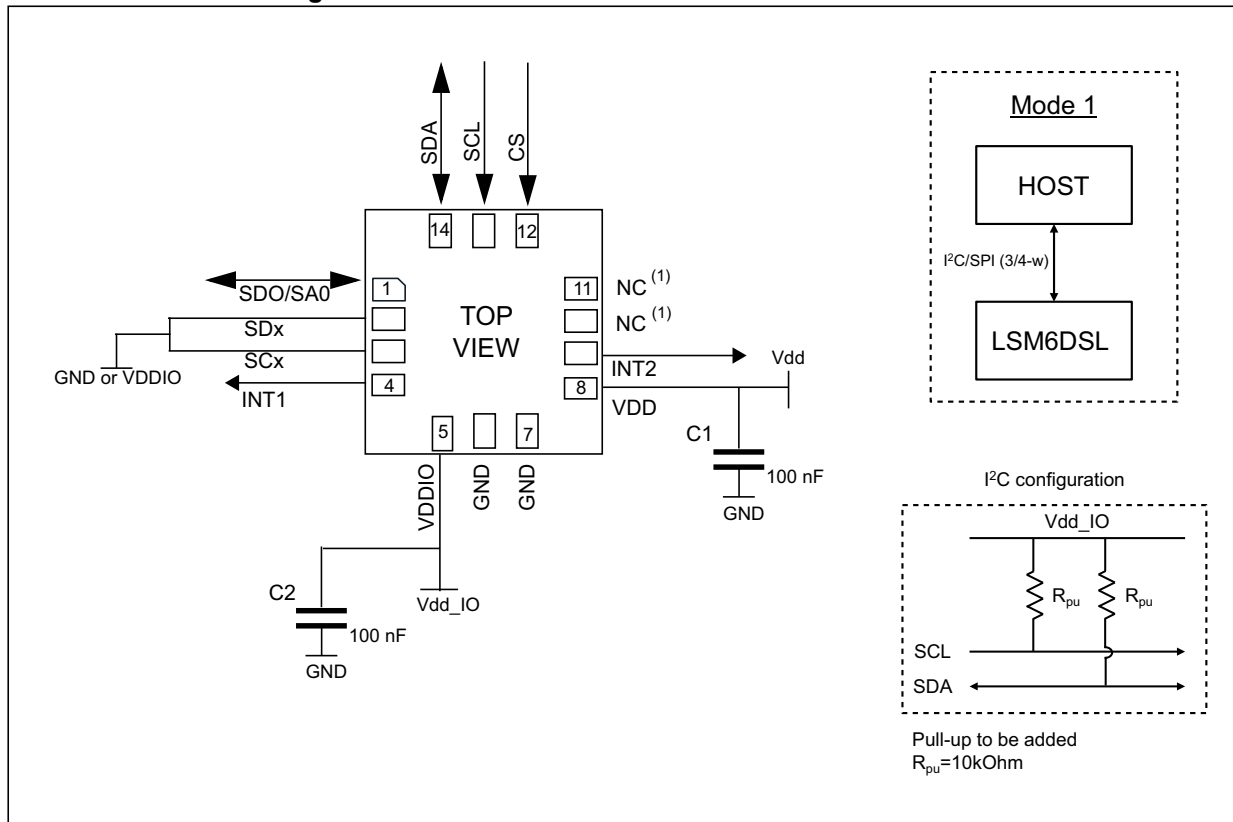 SDA
SCL
CS
14
12
SDO/SA0
1
SDx
SCx
GND or VDDIO
INT1
4
TOP
VIEW
11
NC (1)
NC (1)
INT2
8
VDD
Vdd
C1
100 nF
GND
5
7
VDDIO
GND
GND
C2
100 nF
GND
Vdd_IO
Mode 1
HOST
I²C/SPI (3/4-w)
LSM6DSL
I²C configuration
Vdd_IO
Rpu
Rpu
SCL
SDA
Pull-up to be added
Rpu=10kOhm